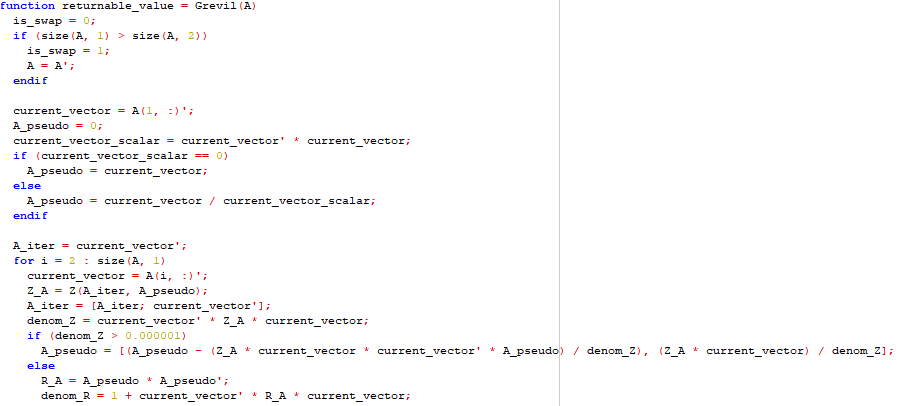 function returnable_value = Grevil(A)
  is_swap = 0;
  if (size(A, 1) > size(A, 2))
    is_swap = 1;
    A = A';
  endif

  current_vector = A(1, :)';
  A_pseudo = 0;
  current_vector_scalar = current_vector' * current_vector;
  if (current_vector_scalar == 0)
    A_pseudo = current_vector;
  else
    A_pseudo = current_vector / current_vector_scalar;
  endif

  A_iter = current_vector';
  for i = 2 : size(A, 1)
    current_vector = A(i, :)';
    Z_A = Z(A_iter, A_pseudo);
    A_iter = [A_iter; current_vector'];
    denom_Z = current_vector' * Z_A * current_vector;
    if (denom_Z > 0.000001)
      A_pseudo = [(A_pseudo - (Z_A * current_vector * current_vector' * A_pseudo) / denom_Z), (Z_A * current_vector) / denom_Z];
    else
      R_A = A_pseudo * A_pseudo';
      denom_R = 1 + current_vector' * R_A * current_vector;